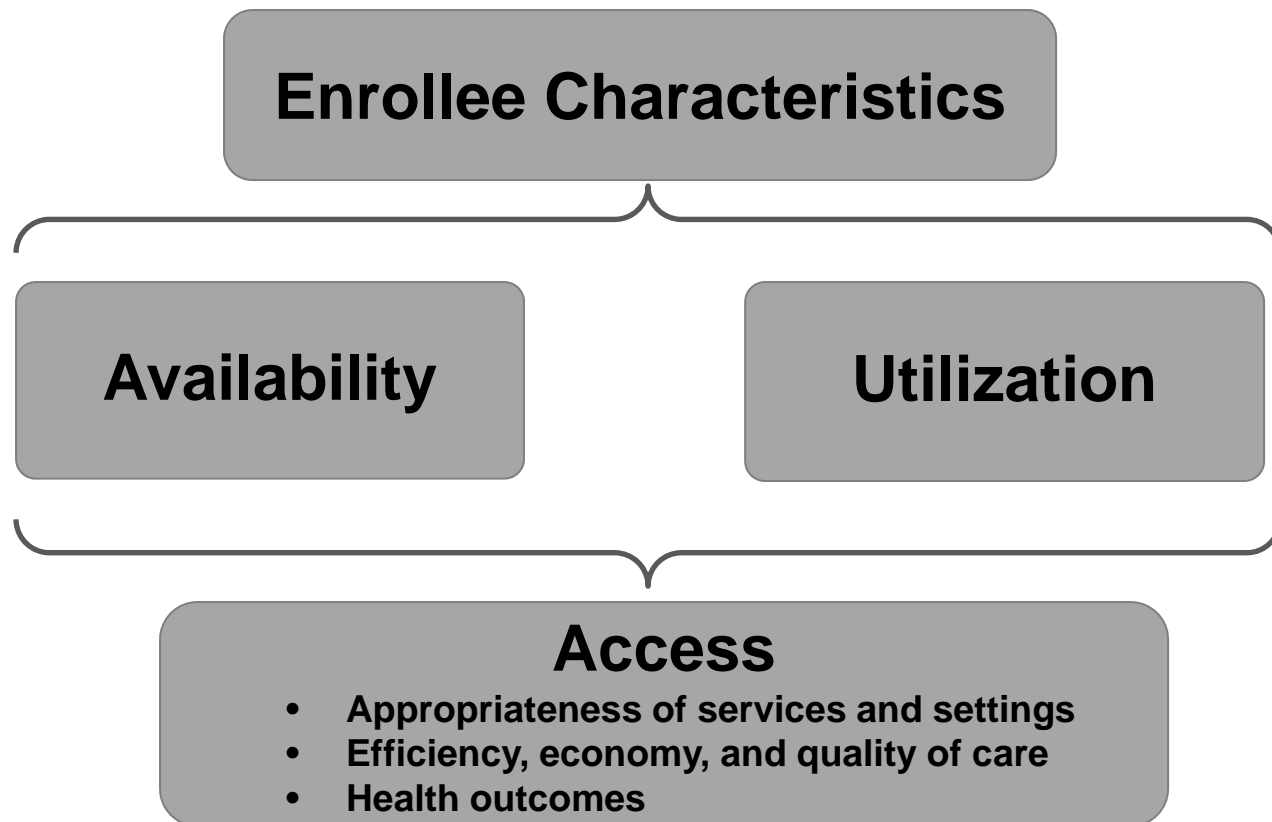 Enrollee Characteristics
Availability
Utilization
Access
• Appropriateness of services and settings
• Efficiency, economy, and quality of care
• Health outcomes